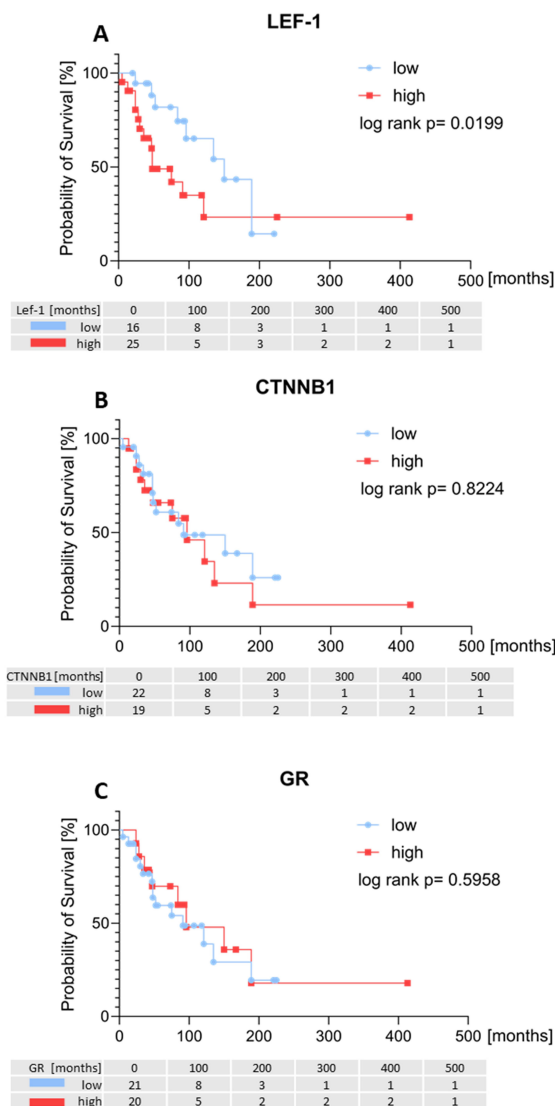 A
LEF-1
Probability of Survival [%]
100
50
0
0 100 200 300 400 500 [months]
low
high
log rank p= 0.0199
Lef-1 [months] 0 100 200 300 400 500
low 16 8 3 1 1 1
high 25 5 3 2 2 1
B
CTNNB1
Probability of Survival [%]
100
50
0
0 100 200 300 400 500 [months]
low
high
log rank p= 0.8224
CTNNB1 [months] 0 100 200 300 400 500
low 22 8 3 1 1 1
high 19 5 2 2 2 1
C
GR
Probability of Survival [%]
100
50
0
0 100 200 300 400 500 [months]
low
high
log rank p= 0.5958
GR [months] 0 100 200 300 400 500
low 21 8 3 1 1 1
high 20 5 2 2 2 1